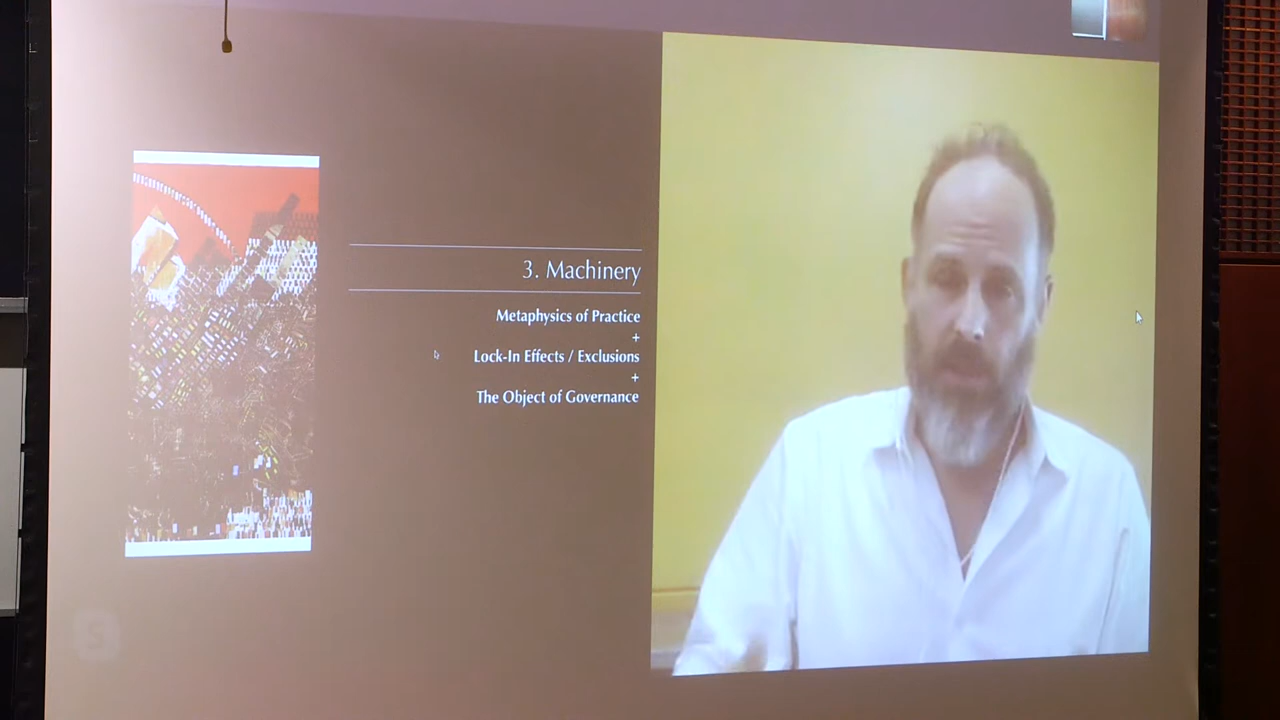 3. Machinery
Metaphysics of Practice
+
Lock-In Effects / Exclusions
+
The Object of Governance